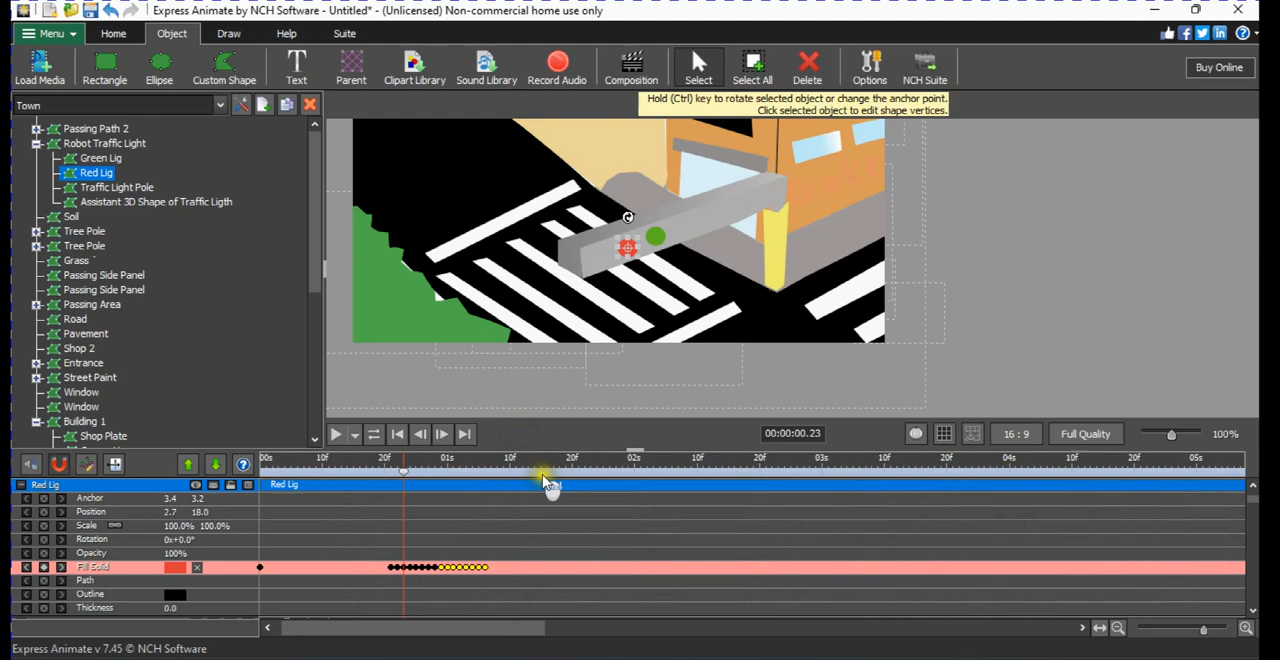 Express Animate by NCH Software - Untitled* - (Unlicensed) Non-commercial home use only
Menu Home Object Draw Help Suite
Load Media Rectangle Ellipse Custom Shape Text Parent Clipart Library Sound Library Record Audio Composition Select Select All Delete Options NCH Suite Buy Online
Hold (Ctrl) key to rotate selected object or change the anchor point.
Click selected object to edit shape vertices.
Town
Passing Path 2
Robot Traffic Light
Green Lig
Red Lig
Traffic Light Pole
Assistant 3D Shape of Traffic Ligth
Soil
Tree Pole
Tree Pole
Grass `
Passing Side Panel
Passing Side Panel
Passing Area
Road
Pavement
Shop 2
Entrance
Street Paint
Window
Window
Building 1
Shop Plate
00:00:00.23 16 : 9 Full Quality 100%
00s 10f 20f 01s 10f 20f 02s 10f 20f 03s 10f 20f 04s 10f 20f 05s
Red Lig Red Lig
Anchor 3.4 3.2
Position 2.7 18.0
Scale 100.0% 100.0%
Rotation 0x+0.0°
Opacity 100%
Fill Solid
Path
Outline
Thickness 0.0
Express Animate v 7.45 © NCH Software